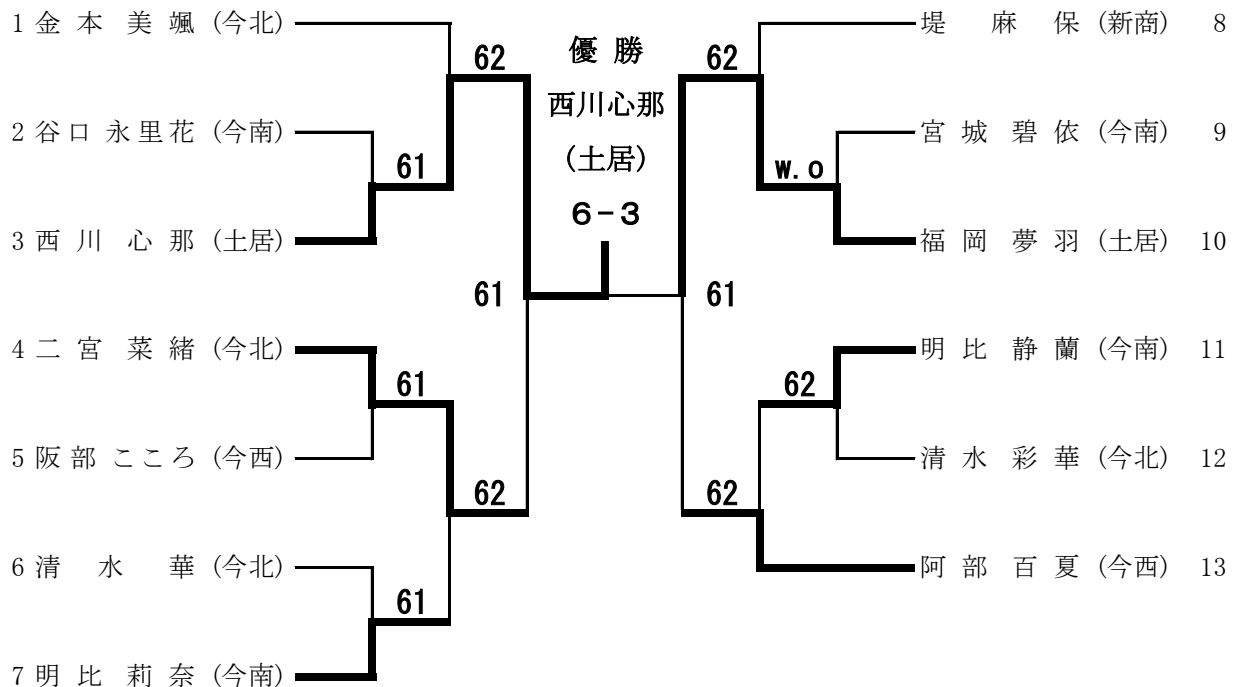 1 金本美颯 (今北)
62
2 谷口永里花 (今南)
61
3 西川心那 (土居)
61
4 二宮菜緒 (今北)
61
5 阪部こころ (今西)
62
6 清水華 (今北)
61
7 明比莉奈 (今南)
優勝
西川心那
(土居)
6-3
堤麻保 (新商) 8
62
宮城碧依 (今南) 9
W.O
福岡夢羽 (土居) 10
61
明比静蘭 (今南) 11
62
清水彩華 (今北) 12
62
阿部百夏 (今西) 13